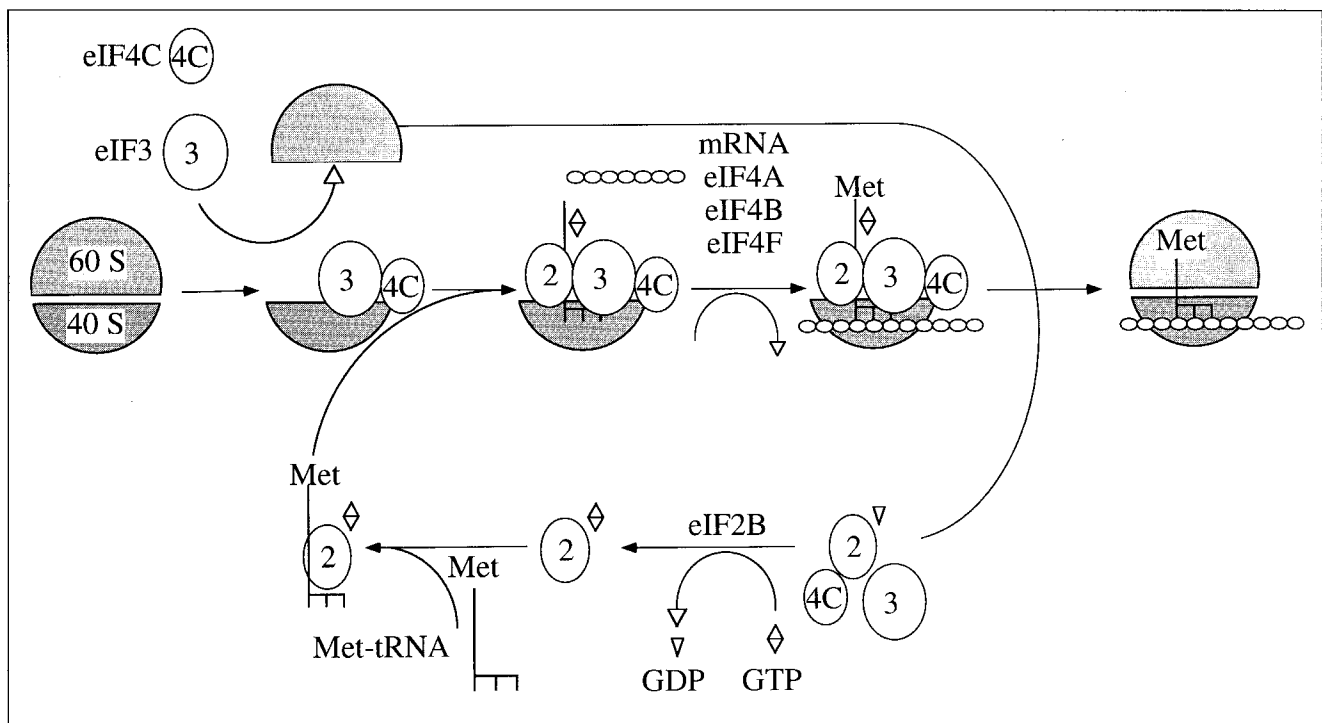 eIF4C 4C
eIF3 3
mRNA
eIF4A
eIF4B
eIF4F
60 S
40 S
3 4C
2 3 4C
Met
2 3 4C
Met
Met
2
2
Met
Met-tRNA
eIF2B
2
4C 3
GDP GTP